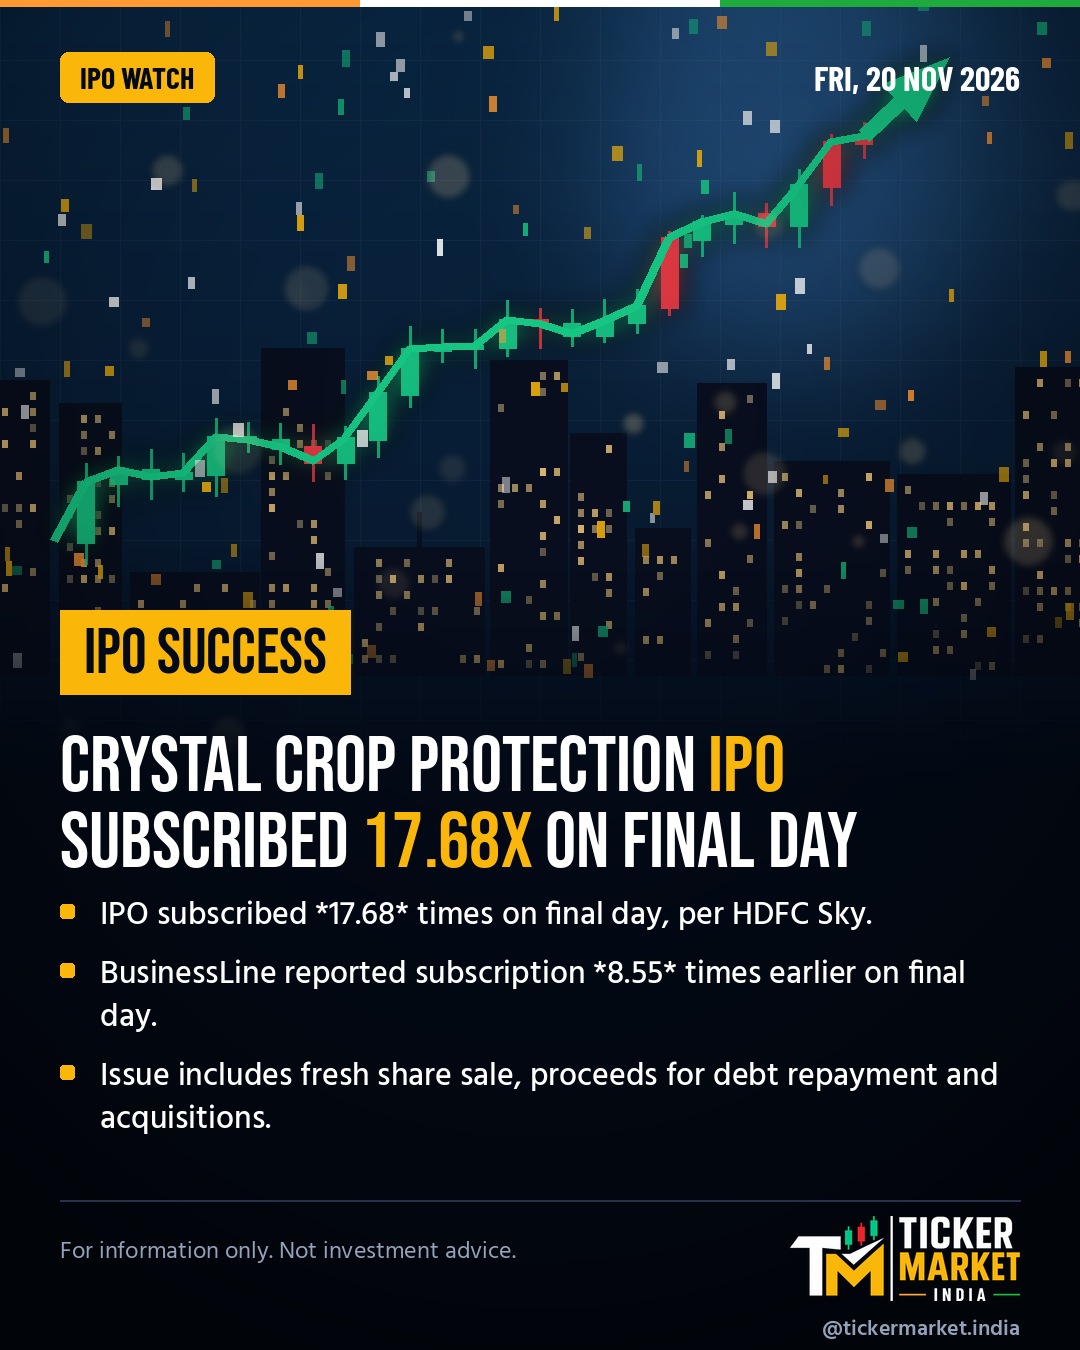 IPO WATCH
FRI, 20 NOV 2026
IPO SUCCESS
CRYSTAL CROP PROTECTION IPO
SUBSCRIBED 17.68X ON FINAL DAY
IPO subscribed *17.68* times on final day, per HDFC Sky.
BusinessLine reported subscription *8.55* times earlier on final
day.
Issue includes fresh share sale, proceeds for debt repayment and
acquisitions.
For information only. Not investment advice.
TM
TICKER
MARKET
INDIA
@tickermarket.india